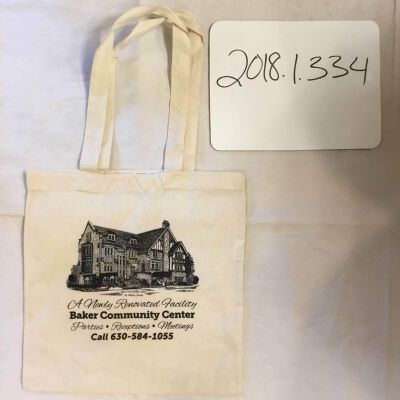 2018.1.334
A Newly Renovated Facility
Baker Community Center
Parties • Receptions • Meetings
Call 630-584-1055